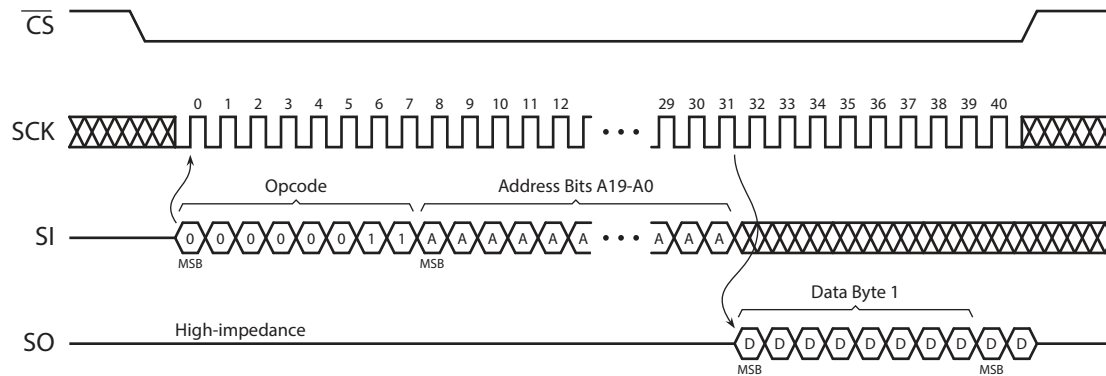 CS
0 1 2 3 4 5 6 7 8 9 10 11 12 29 30 31 32 33 34 35 36 37 38 39 40
SCK
Opcode Address Bits A19-A0
SI 0 0 0 0 0 0 1 1 A A A A A A A A A
MSB MSB
Data Byte 1
High-impedance
SO D D D D D D D D D D
MSB MSB